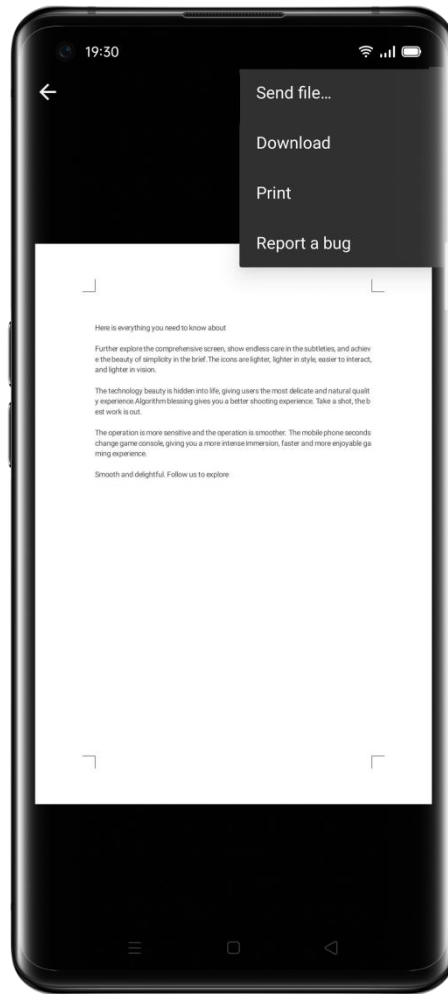 19:30
Send file…
Download
Print
Report a bug
Here is everything you need to know about
Further explore the comprehensive screen, show endless care in the subtleties, and achiev
e the beauty of simplicity in the brief.The icons are lighter, lighter in style, easier to interact,
and lighter in vision.
The technology beauty is hidden into life, giving users the most delicate and natural qualit
y experience.Algorithm blessing gives you a better shooting experience. Take a shot, the b
est work is out.
The operation is more sensitive and the operation is smoother. The mobile phone seconds
change game console, giving you a more intense immersion, faster and more enjoyable ga
ming experience.
Smooth and delightful. Follow us to explore